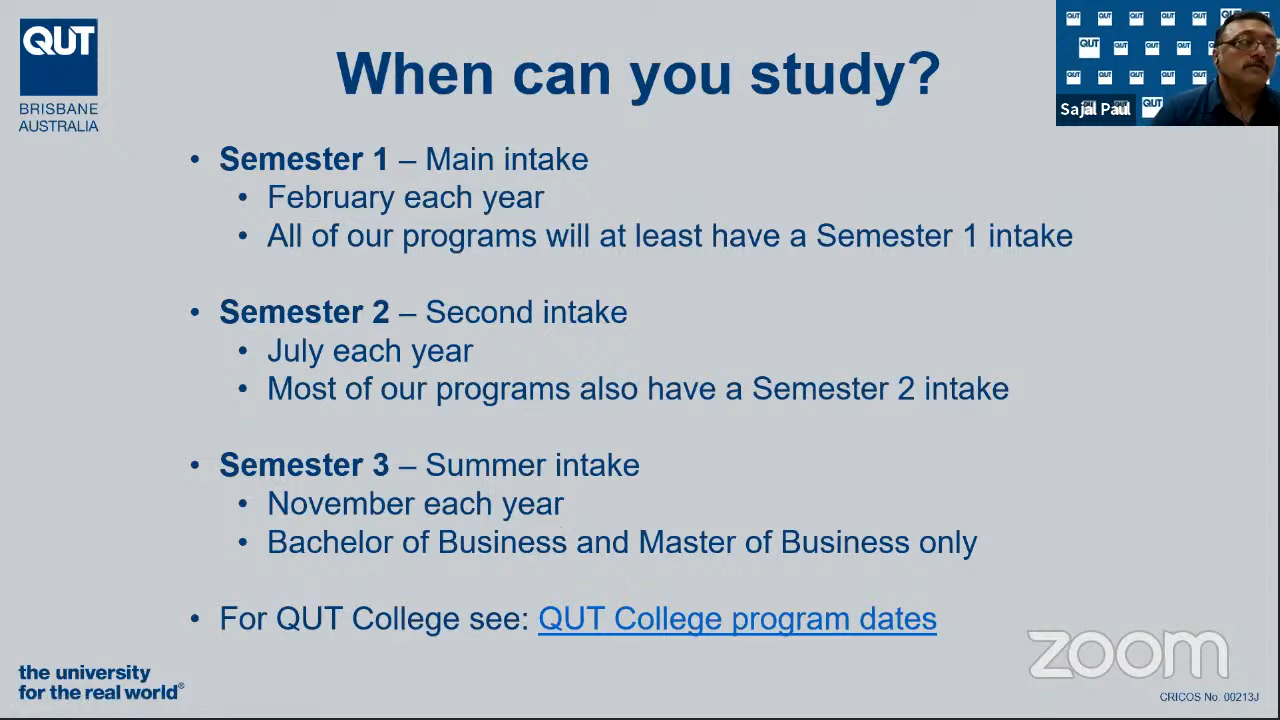 QUT
BRISBANE
AUSTRALIA
When can you study?
Sajal Paul
• Semester 1 – Main intake
• February each year
• All of our programs will at least have a Semester 1 intake
• Semester 2 – Second intake
• July each year
• Most of our programs also have a Semester 2 intake
• Semester 3 – Summer intake
• November each year
• Bachelor of Business and Master of Business only
• For QUT College see: QUT College program dates
the university
for the real world®
zoom
CRICOS No. 00213J